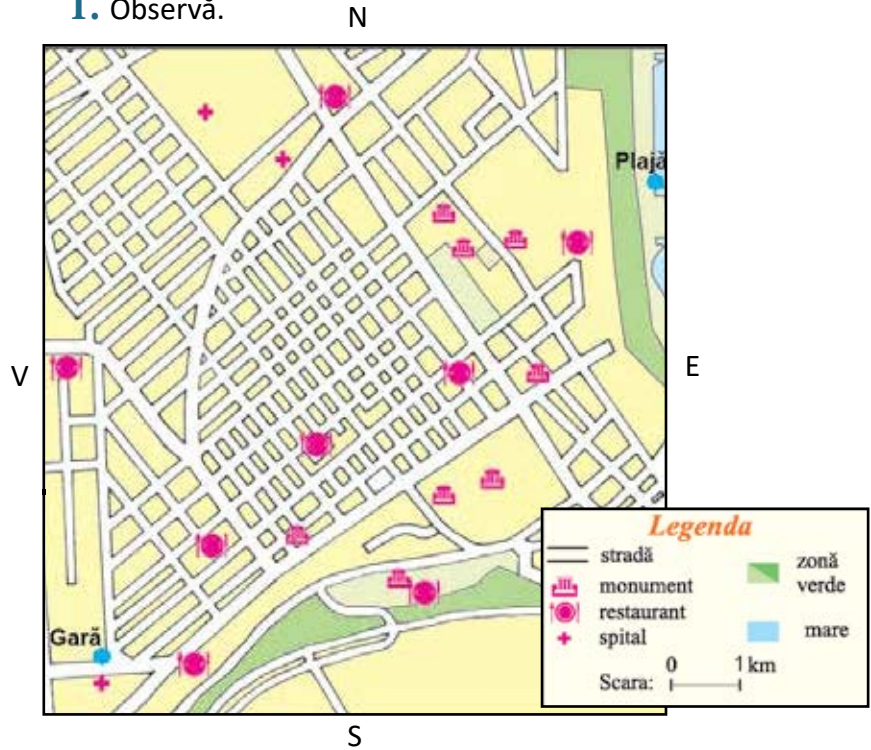 1. Observă.
N
Plajă
V
E
Gară
S
Legenda
stradă
monument
restaurant
spital
zonă
verde
mare
Scara: 0 1 km